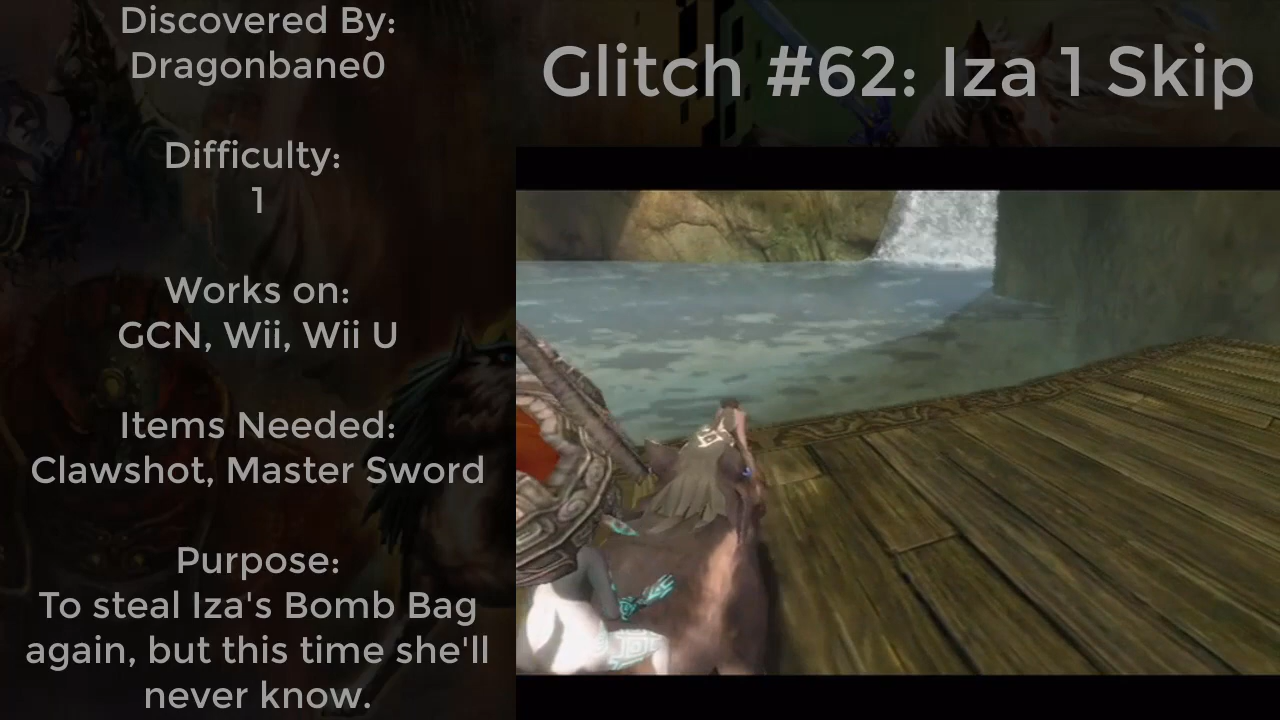 Discovered By:
Dragonbane0
Difficulty:
1
Works on:
GCN, Wii, Wii U
Items Needed:
Clawshot, Master Sword
Purpose:
To steal Iza's Bomb Bag
again, but this time she'll
never know.
Glitch #62: Iza 1 Skip